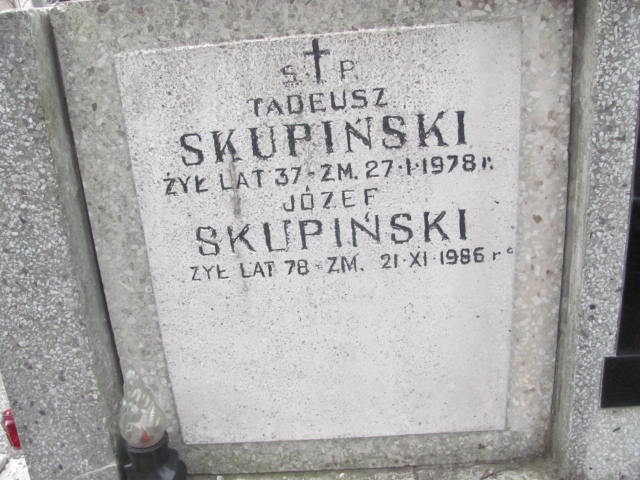 Ś P.
TADEUSZ
SKUPIŃSKI
ŻYŁ LAT 37 - ZM. 27·I·1978 r.
JÓZEF
SKUPIŃSKI
ŻYŁ LAT 78 - ZM. 21·XI·1986 r.